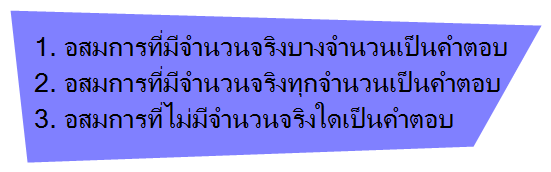 1. อสมการที่มีจำนวนจริงบางจำนวนเป็นคำตอบ
2. อสมการที่มีจำนวนจริงทุกจำนวนเป็นคำตอบ
3. อสมการที่ไม่มีจำนวนจริงใดเป็นคำตอบ